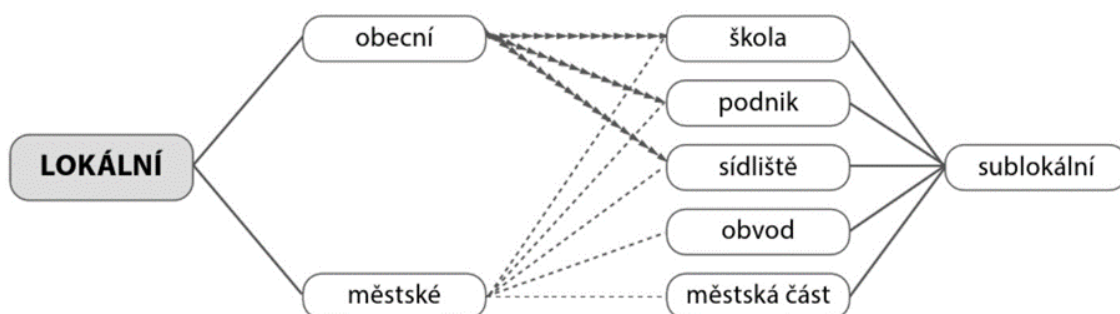 LOKÁLNÍ
obecní
městské
škola
podnik
sídliště
obvod
městská část
sublokální